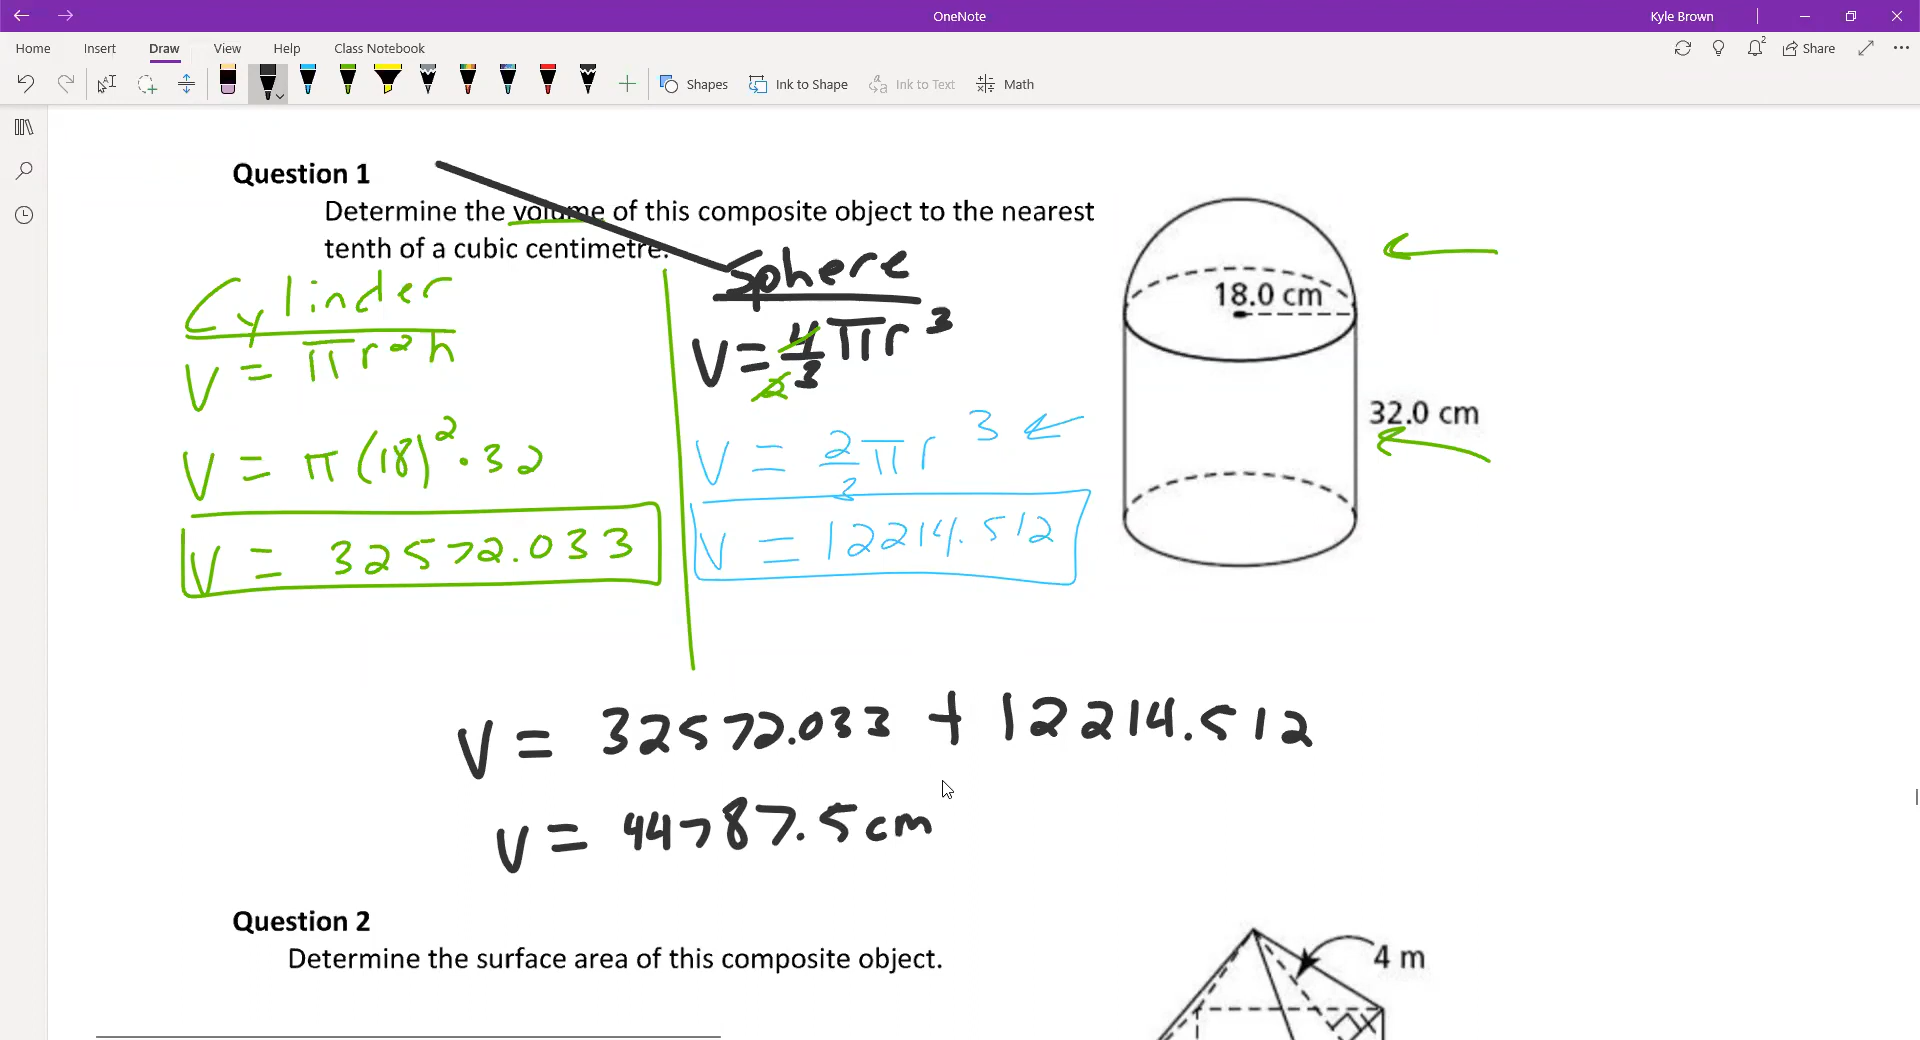 OneNote
Kyle Brown
Home Insert Draw View Help Class Notebook
2
Share
Shapes Ink to Shape Ink to Text Math
Question 1
Determine the volume of this composite object to the nearest
tenth of a cubic centimetre.
Cylinder
V = πr²h
V = π(18)²·32
V = 32572.033
Sphere
V = 4/3 πr³
2
V = 2/3 πr³
V = 12214.512
18.0 cm
32.0 cm
V = 32572.033 + 12214.512
V = 44787.5cm
Question 2
Determine the surface area of this composite object.
4 m